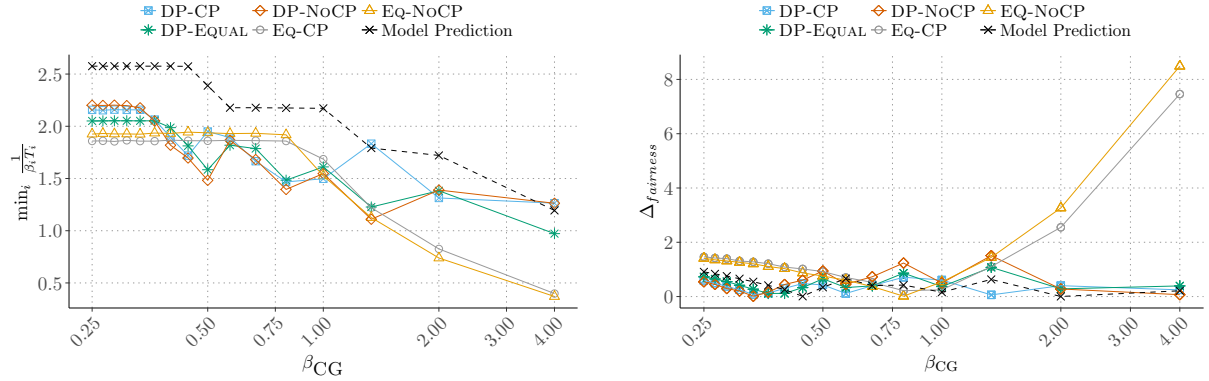 DP-CP DP-NoCP Eq-NoCP
DP-Equal Eq-CP Model Prediction
min_i 1/(β_i T_i)
2.5
2.0
1.5
1.0
0.5
0.25 0.50 0.75 1.00 2.00 3.00 4.00
β_CG
DP-CP DP-NoCP Eq-NoCP
DP-Equal Eq-CP Model Prediction
Δ_fairness
8
6
4
2
0
0.25 0.50 0.75 1.00 2.00 3.00 4.00
β_CG